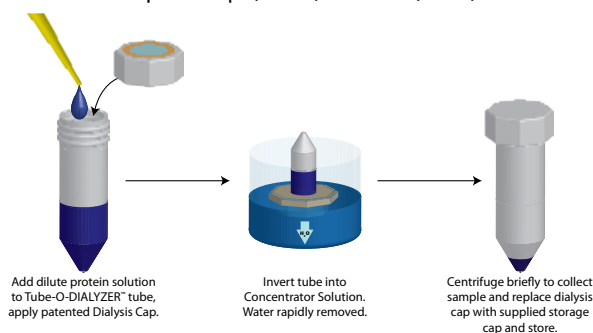 H₂O
Add dilute protein solution
to Tube-O-DIALYZER™ tube,
apply patented Dialysis Cap.
Invert tube into
Concentrator Solution.
Water rapidly removed.
Centrifuge briefly to collect
sample and replace dialysis
cap with supplied storage
cap and store.